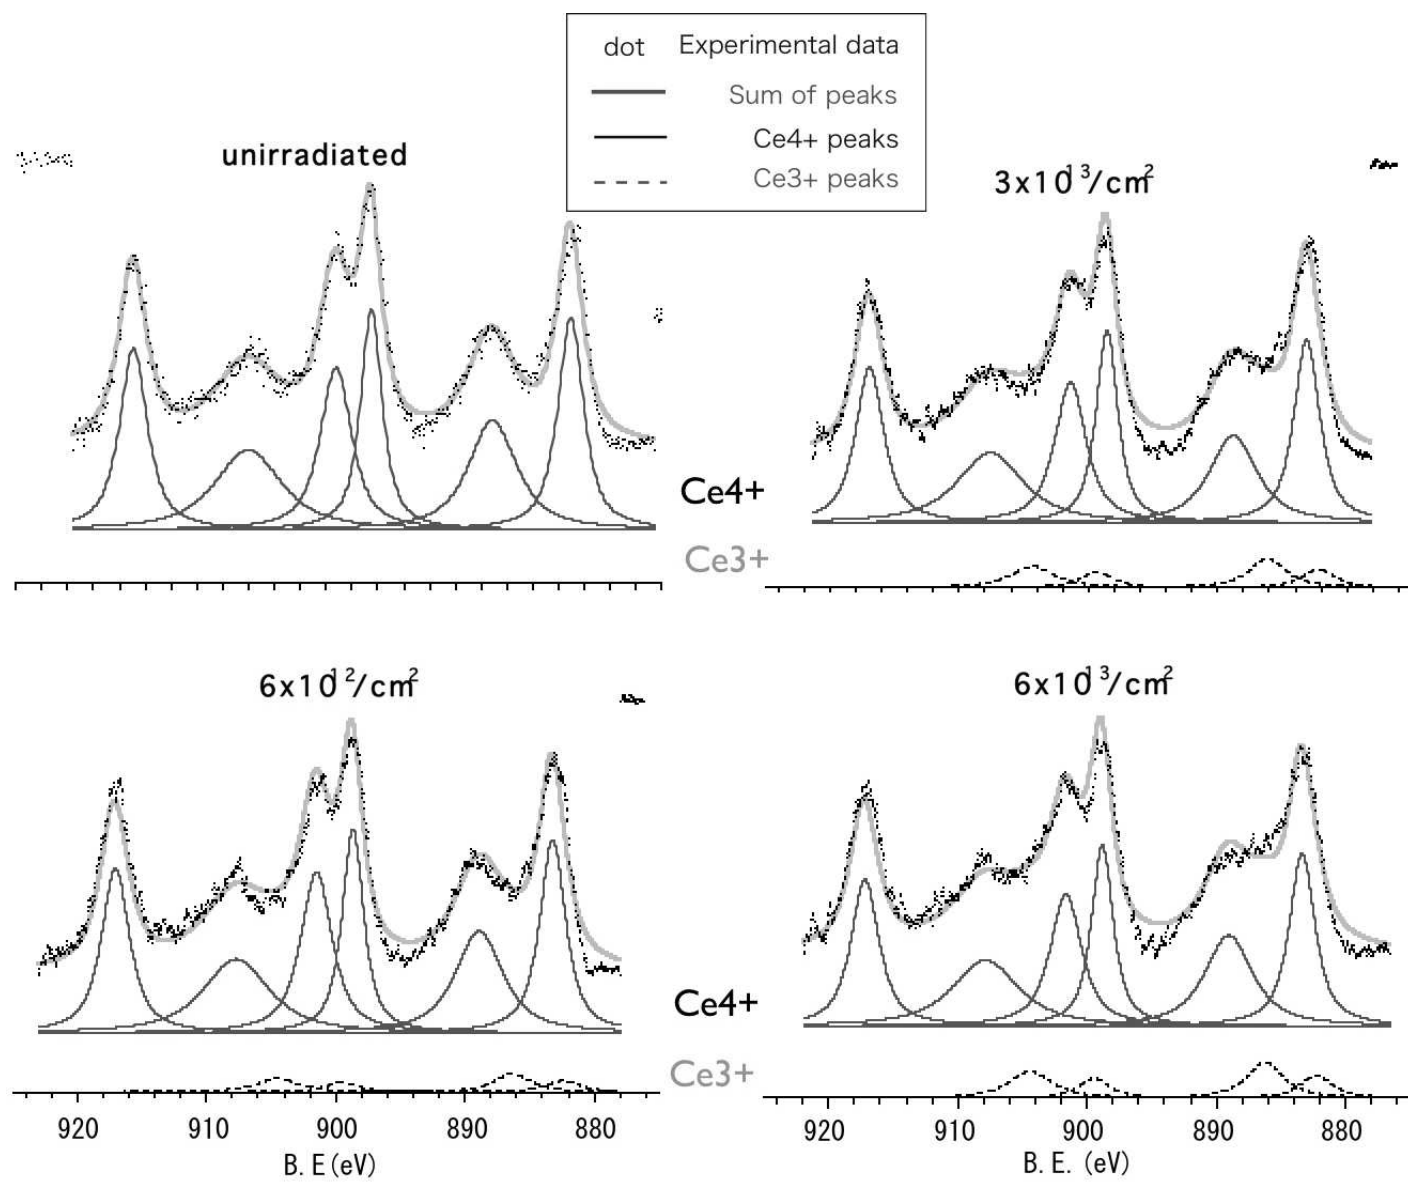 dot Experimental data
Sum of peaks
Ce4+ peaks
Ce3+ peaks
unirradiated
3x10¹³/cm²
Ce4+
Ce3+
6x10¹²/cm²
6x10¹³/cm²
Ce4+
Ce3+
920 910 900 890 880
B.E(eV)
920 910 900 890 880
B.E. (eV)